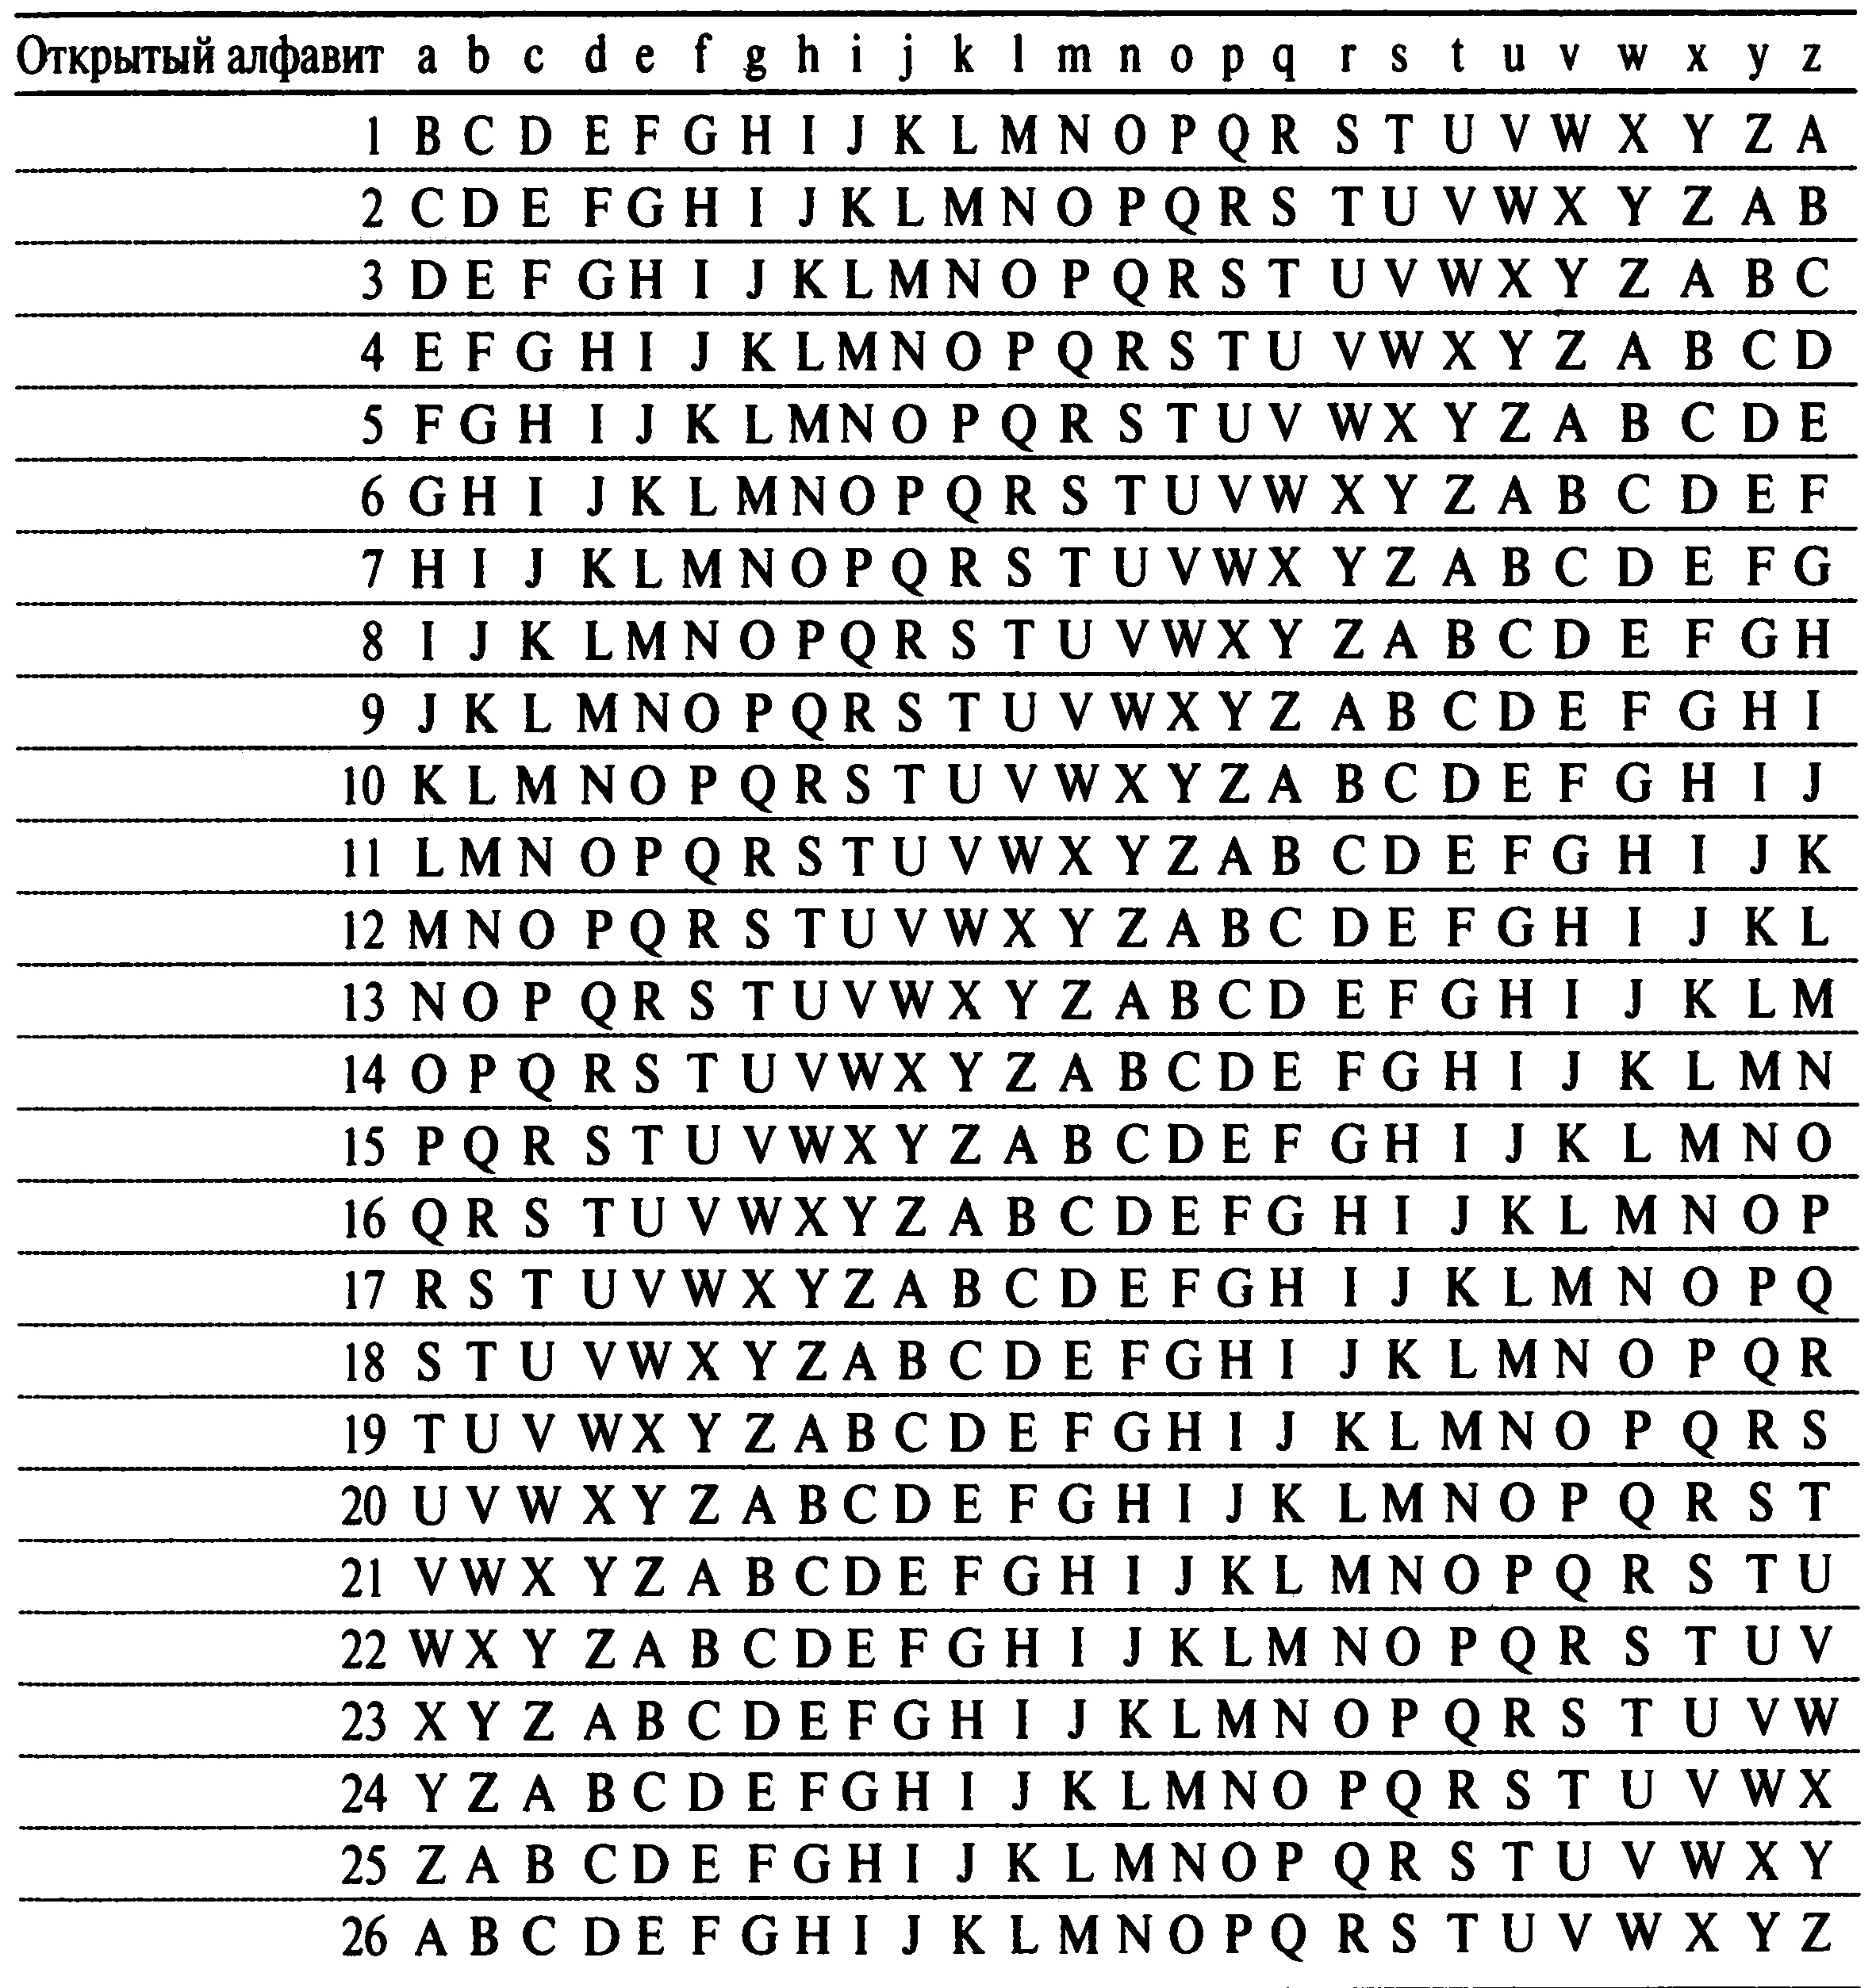 Открытый алфавит a b c d e f g h i j k l m n o p q r s t u v w x y z
1 B C D E F G H I J K L M N O P Q R S T U V W X Y Z A
2 C D E F G H I J K L M N O P Q R S T U V W X Y Z A B
3 D E F G H I J K L M N O P Q R S T U V W X Y Z A B C
4 E F G H I J K L M N O P Q R S T U V W X Y Z A B C D
5 F G H I J K L M N O P Q R S T U V W X Y Z A B C D E
6 G H I J K L M N O P Q R S T U V W X Y Z A B C D E F
7 H I J K L M N O P Q R S T U V W X Y Z A B C D E F G
8 I J K L M N O P Q R S T U V W X Y Z A B C D E F G H
9 J K L M N O P Q R S T U V W X Y Z A B C D E F G H I
10 K L M N O P Q R S T U V W X Y Z A B C D E F G H I J
11 L M N O P Q R S T U V W X Y Z A B C D E F G H I J K
12 M N O P Q R S T U V W X Y Z A B C D E F G H I J K L
13 N O P Q R S T U V W X Y Z A B C D E F G H I J K L M
14 O P Q R S T U V W X Y Z A B C D E F G H I J K L M N
15 P Q R S T U V W X Y Z A B C D E F G H I J K L M N O
16 Q R S T U V W X Y Z A B C D E F G H I J K L M N O P
17 R S T U V W X Y Z A B C D E F G H I J K L M N O P Q
18 S T U V W X Y Z A B C D E F G H I J K L M N O P Q R
19 T U V W X Y Z A B C D E F G H I J K L M N O P Q R S
20 U V W X Y Z A B C D E F G H I J K L M N O P Q R S T
21 V W X Y Z A B C D E F G H I J K L M N O P Q R S T U
22 W X Y Z A B C D E F G H I J K L M N O P Q R S T U V
23 X Y Z A B C D E F G H I J K L M N O P Q R S T U V W
24 Y Z A B C D E F G H I J K L M N O P Q R S T U V W X
25 Z A B C D E F G H I J K L M N O P Q R S T U V W X Y
26 A B C D E F G H I J K L M N O P Q R S T U V W X Y Z